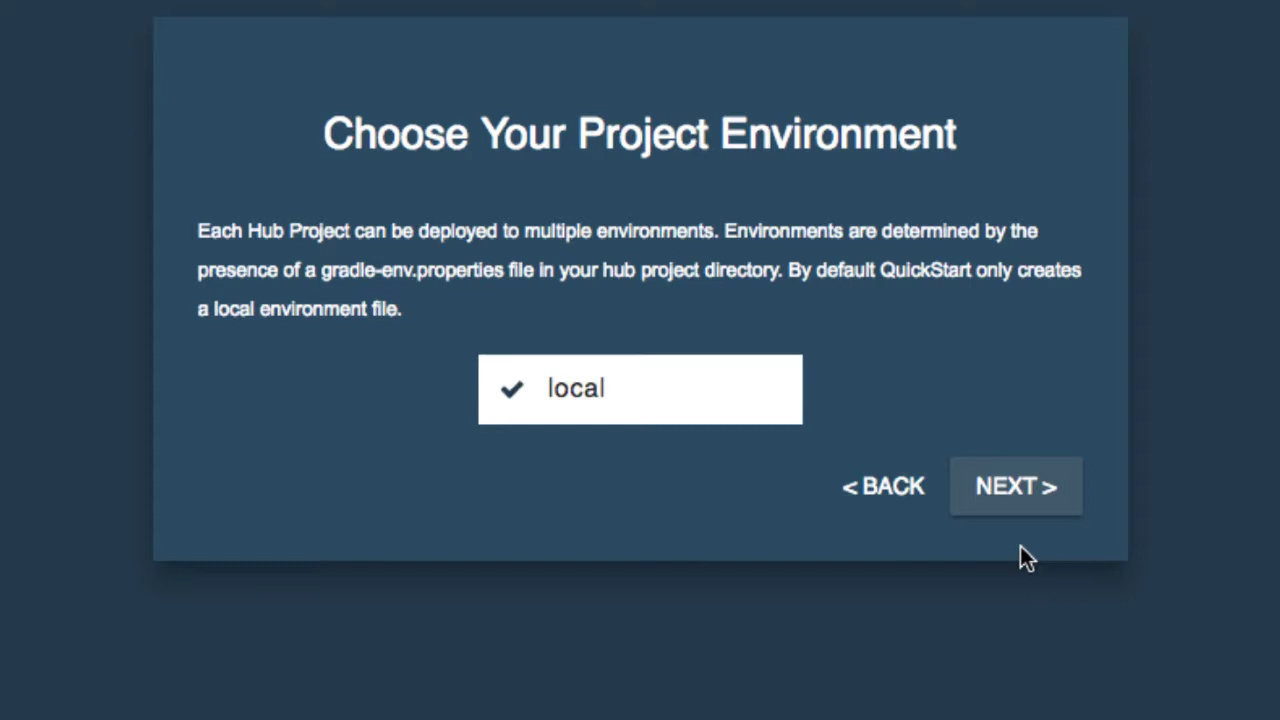 Choose Your Project Environment
Each Hub Project can be deployed to multiple environments. Environments are determined by the
presence of a gradle-env.properties file in your hub project directory. By default QuickStart only creates
a local environment file.
local
< BACK NEXT >